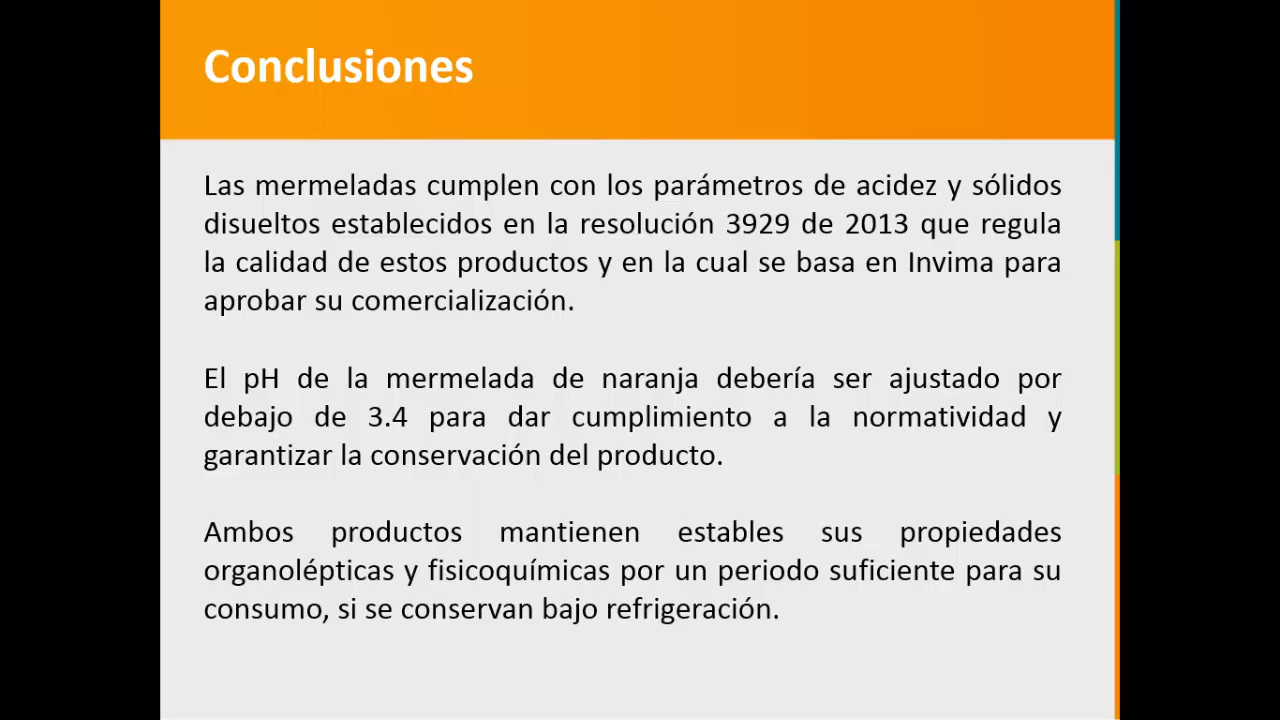 Conclusiones
Las mermeladas cumplen con los parámetros de acidez y sólidos
disueltos establecidos en la resolución 3929 de 2013 que regula
la calidad de estos productos y en la cual se basa en Invima para
aprobar su comercialización.
El pH de la mermelada de naranja debería ser ajustado por
debajo de 3.4 para dar cumplimiento a la normatividad y
garantizar la conservación del producto.
Ambos productos mantienen estables sus propiedades
organolépticas y fisicoquímicas por un periodo suficiente para su
consumo, si se conservan bajo refrigeración.